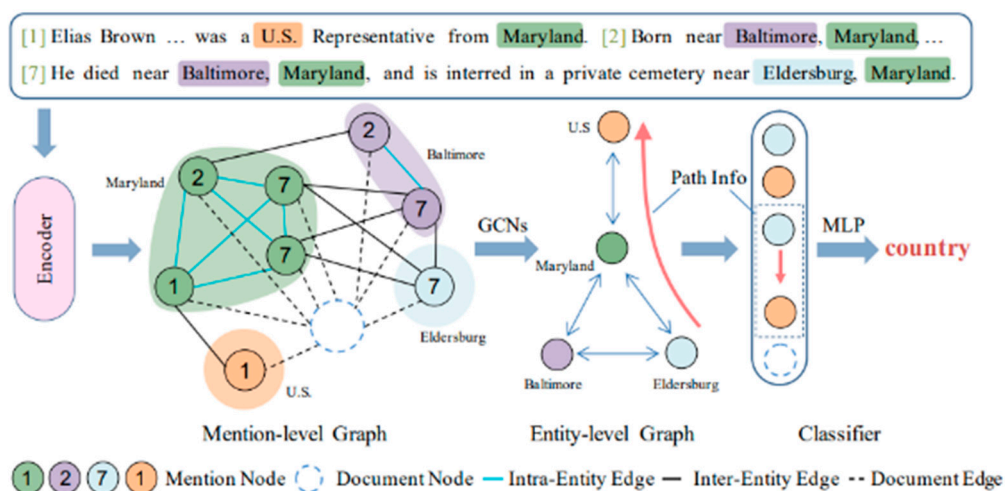 [1] Elias Brown ... was a U.S. Representative from Maryland. [2] Born near Baltimore, Maryland, ...
[7] He died near Baltimore, Maryland, and is interred in a private cemetery near Eldersburg, Maryland.
Encoder
Maryland
2
7
7
1
2
Baltimore
7
7
Eldersburg
1
U.S.
GCNs
U.S
Maryland
Baltimore
Eldersburg
Path Info
MLP
country
Mention-level Graph
Entity-level Graph
Classifier
1 2 7 1 Mention Node Document Node Intra-Entity Edge Inter-Entity Edge Document Edge